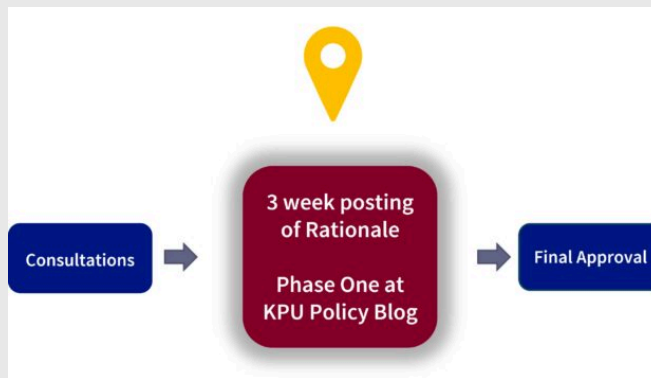 Consultations
3 week posting
of Rationale
Phase One at
KPU Policy Blog
Final Approval